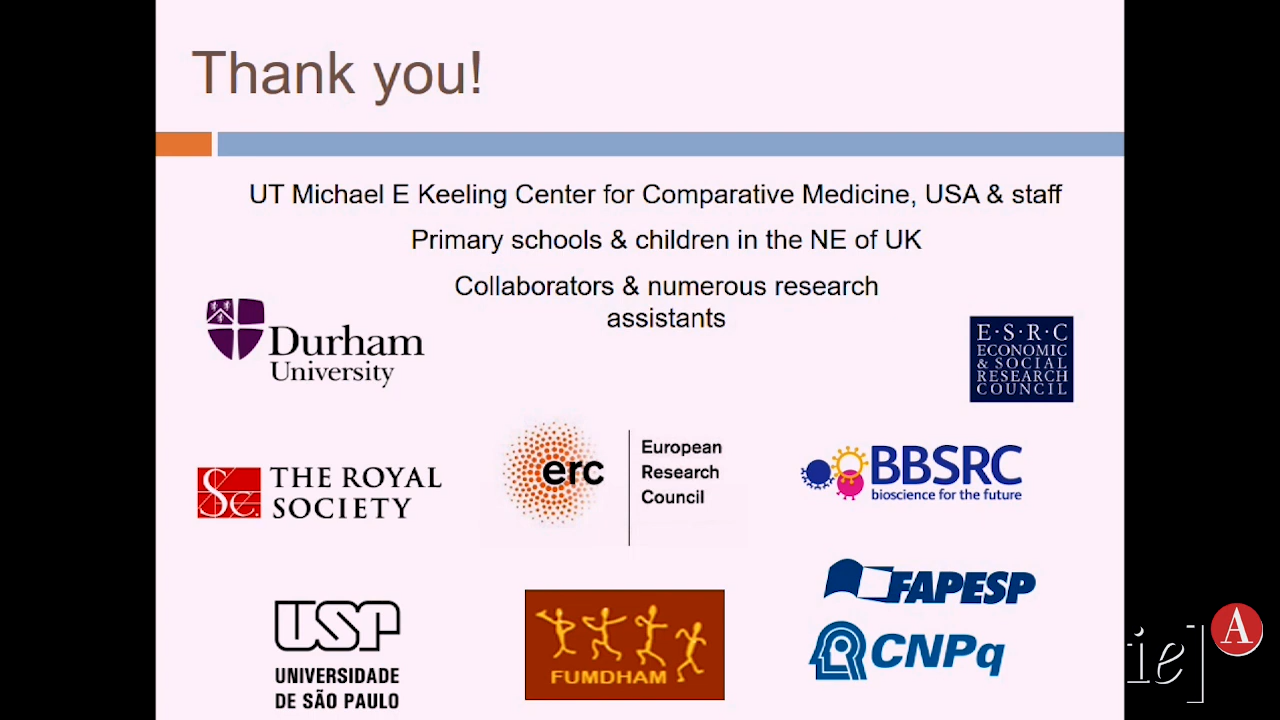 Thank you!
UT Michael E Keeling Center for Comparative Medicine, USA & staff
Primary schools & children in the NE of UK
Collaborators & numerous research
assistants
Durham
University
E·S·R·C
ECONOMIC
& SOCIAL
RESEARCH
COUNCIL
THE ROYAL
SOCIETY
erc
European
Research
Council
BBSRC
bioscience for the future
USP
UNIVERSIDADE
DE SÃO PAULO
FUMDHAM
FAPESP
CNPq
ie]
A